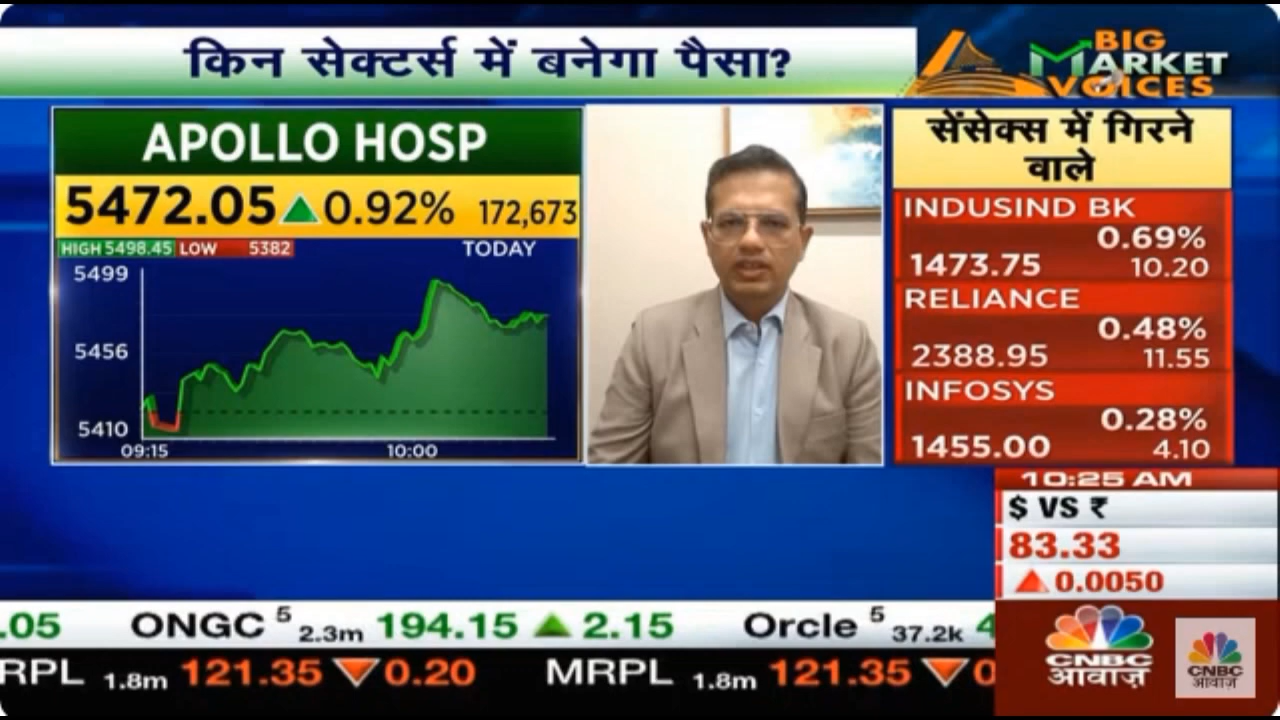 किन सेक्टर्स में बनेगा पैसा?
BIG
MARKET
VOICES
APOLLO HOSP
5472.05 ▲ 0.92% 172,673
HIGH 5498.45 LOW 5382 TODAY
5499
5456
5410
09:15 10:00
सेंसेक्स में गिरने
वाले
INDUSIND BK
0.69%
1473.75 10.20
RELIANCE
0.48%
2388.95 11.55
INFOSYS
0.28%
1455.00 4.10
10:25 AM
$ VS ₹
83.33
▲ 0.0050
.05 ONGC 5 2.3m 194.15 ▲ 2.15 Orcle 5 37.2k 4
RPL 1.8m 121.35 ▼ 0.20 MRPL 1.8m 121.35 ▼ 0
CNBC
आवाज़
CNBC
आवाज़